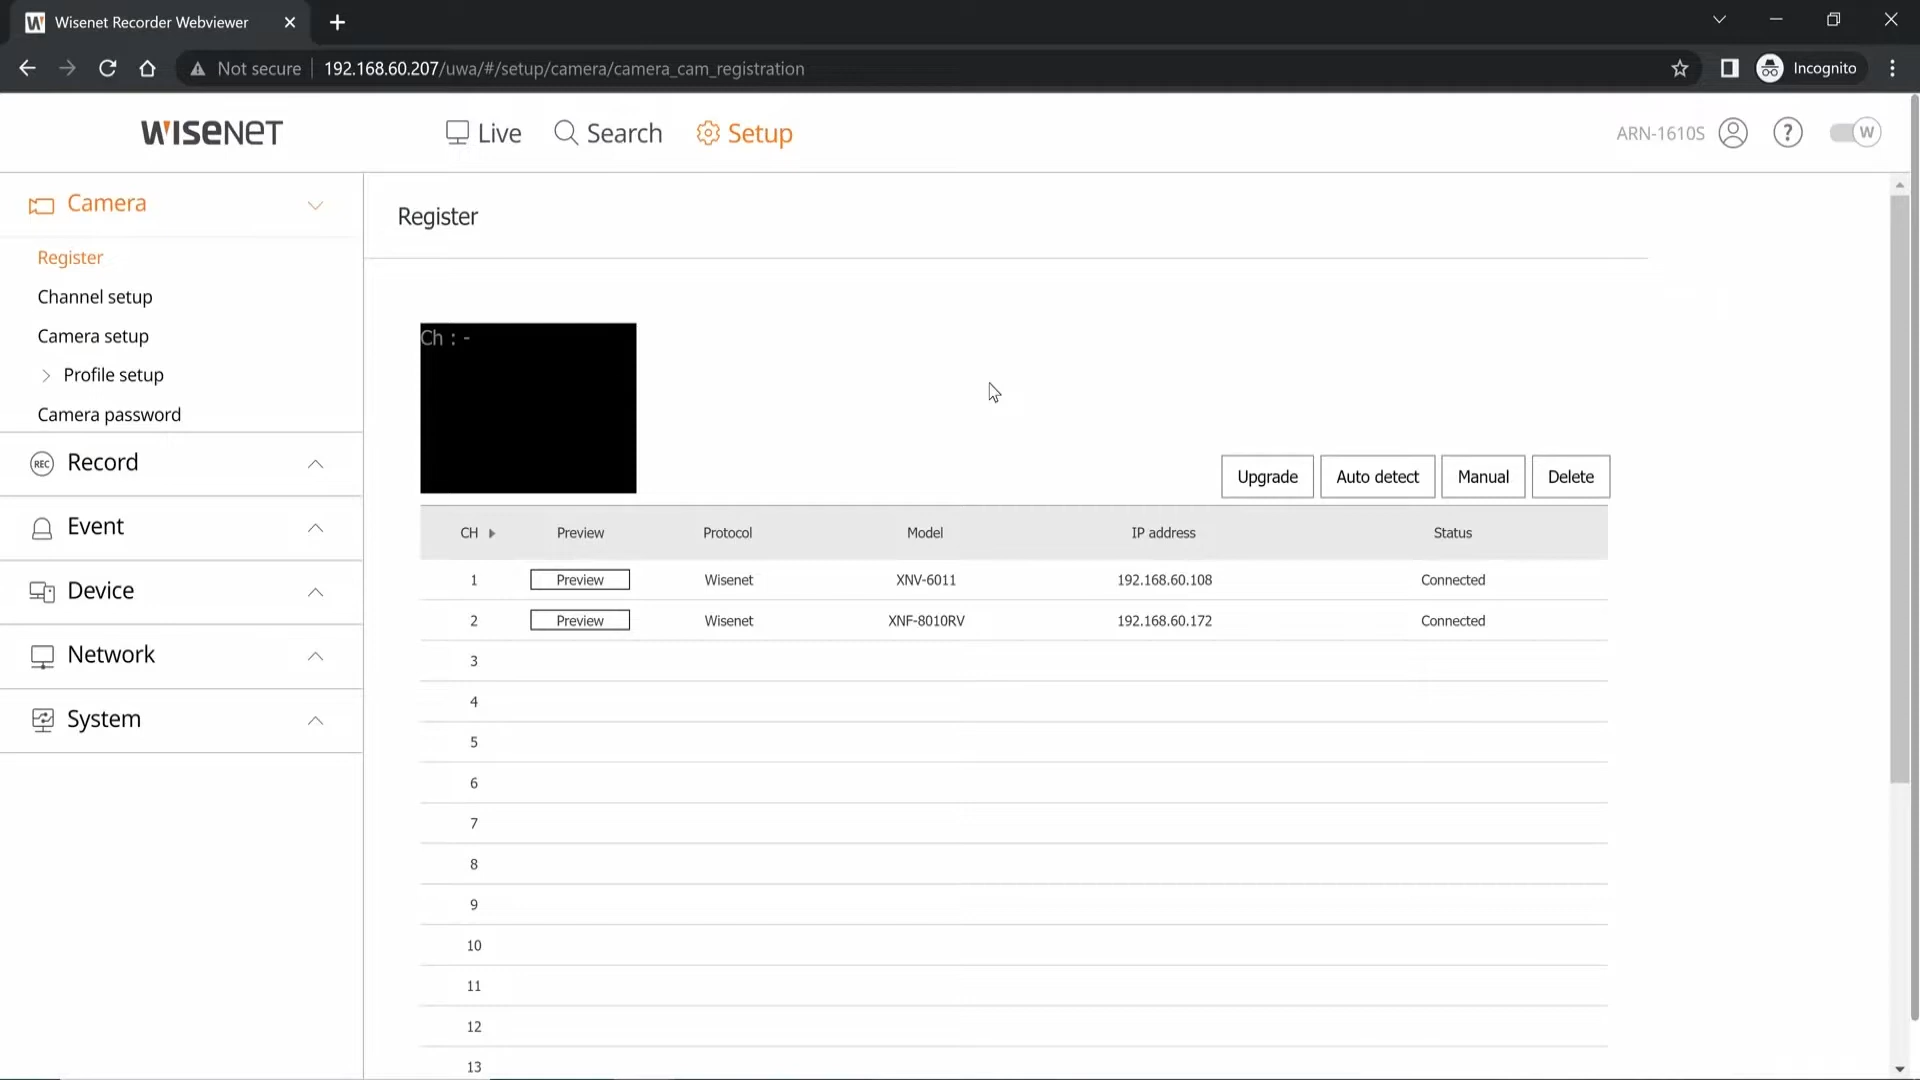 Wisenet Recorder Webviewer
Not secure 192.168.60.207/uwa/#/setup/camera/camera_cam_registration
Incognito
WISENET
Live
Search
Setup
ARN-1610S
?
W
Camera
Register
Channel setup
Camera setup
Profile setup
Camera password
REC Record
Event
Device
Network
System
Register
Ch : -
Upgrade Auto detect Manual Delete
CH Preview Protocol Model IP address Status
1 Preview Wisenet XNV-6011 192.168.60.108 Connected
2 Preview Wisenet XNF-8010RV 192.168.60.172 Connected
3
4
5
6
7
8
9
10
11
12
13